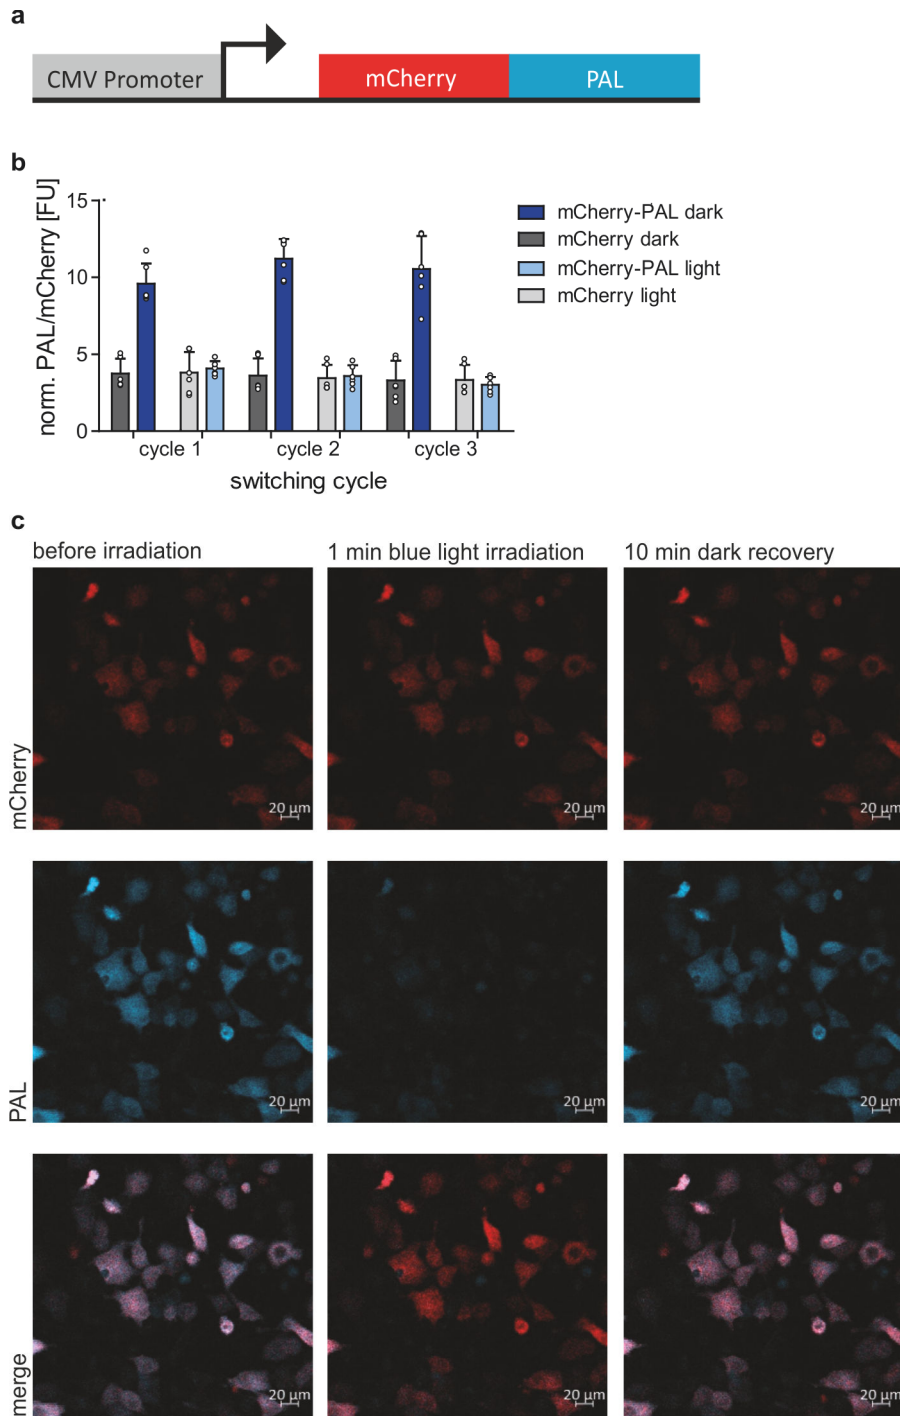 a
CMV Promoter mCherry PAL
b
norm. PAL/mCherry [FU]
15
10
5
0
mCherry-PAL dark
mCherry dark
mCherry-PAL light
mCherry light
cycle 1 cycle 2 cycle 3
switching cycle
c
before irradiation 1 min blue light irradiation 10 min dark recovery
mCherry
20 µm 20 µm 20 µm
PAL
20 µm 20 µm 20 µm
merge
20 µm 20 µm 20 µm